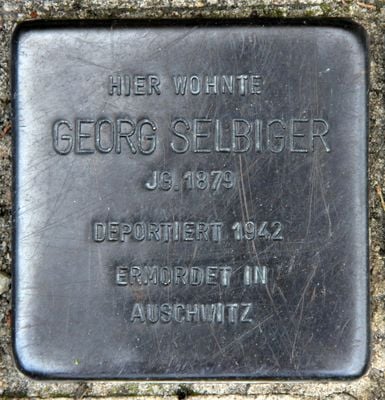 HIER WOHNTE
GEORG SELBIGER
JG. 1879
DEPORTIERT 1942
ERMORDET IN
AUSCHWITZ